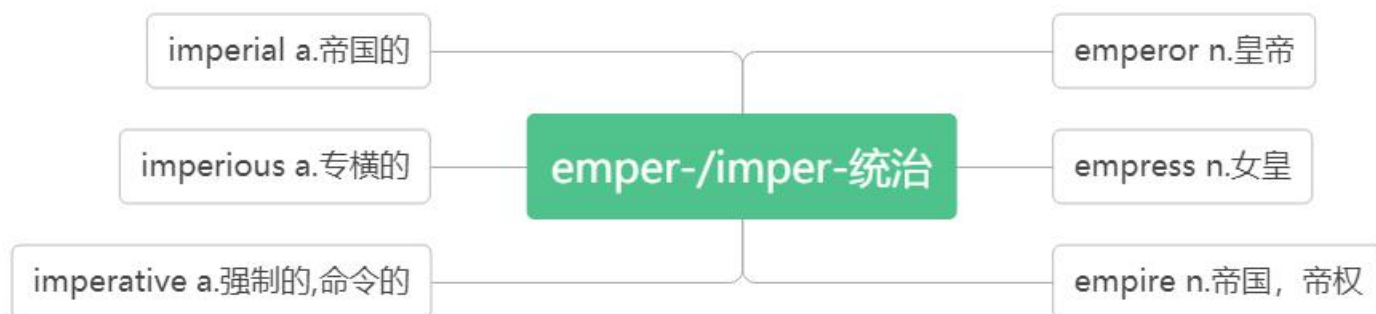 imperial a.帝国的
emperor n.皇帝
imperious a.专横的
emper-/imper-统治
empress n.女皇
imperative a.强制的,命令的
empire n.帝国，帝权